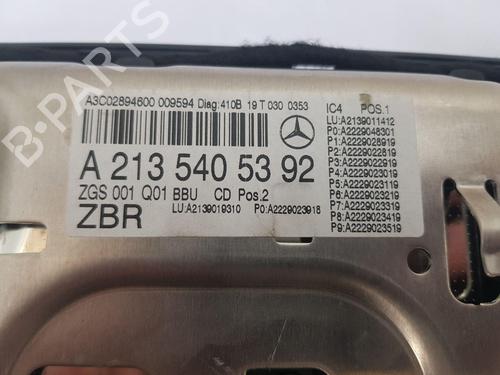 A3C02894600 009594 Diag:410B 19 T 030 0353
A 213 540 53 92
ZGS 001 Q01 BBU CD Pos.2
ZBR LU:A2139019310 P0:A2229023918
IC4 POS.1
LU:A2139011412
P0:A2229048301
P1:A2229028919
P2:A2229022819
P3:A2229022919
P4:A2229023019
P5:A2229023119
P6:A2229023219
P7:A2229023319
P8:A2229023419
P9:A2229023519